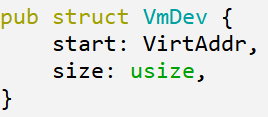 pub struct VmDev {
    start: VirtAddr,
    size: usize,
}